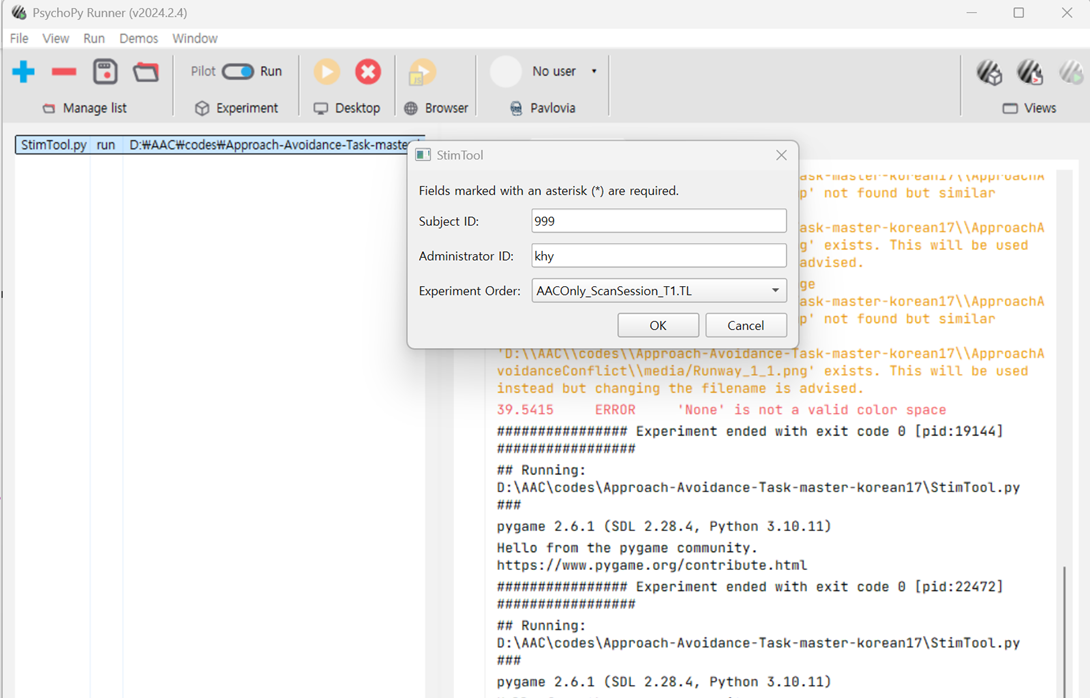 PsychoPy Runner (v2024.2.4)
File View Run Demos Window
Pilot Run
No user
Manage list
Experiment
Desktop
Browser
Pavlovia
Views
StimTool.py run D:₩AAC₩codes₩Approach-Avoidance-Task-master
StimTool
Fields marked with an asterisk (*) are required.
Subject ID: 999
Administrator ID: khy
Experiment Order: AACOnly_ScanSession_T1.TL
OK Cancel
ask-master-korean17\\ApproachA
p' not found but similar
ask-master-korean17\\ApproachA
g' exists. This will be used
advised.
ge
ask-master-korean17\\ApproachA
p' not found but similar
'D:\\AAC\\codes\\Approach-Avoidance-Task-master-korean17\\ApproachA
voidanceConflict\\media/Runway_1_1.png' exists. This will be used
instead but changing the filename is advised.
39.5415 ERROR 'None' is not a valid color space
################ Experiment ended with exit code 0 [pid:19144]
#################
## Running:
D:\AAC\codes\Approach-Avoidance-Task-master-korean17\StimTool.py
###
pygame 2.6.1 (SDL 2.28.4, Python 3.10.11)
Hello from the pygame community.
https://www.pygame.org/contribute.html
################ Experiment ended with exit code 0 [pid:22472]
#################
## Running:
D:\AAC\codes\Approach-Avoidance-Task-master-korean17\StimTool.py
###
pygame 2.6.1 (SDL 2.28.4, Python 3.10.11)